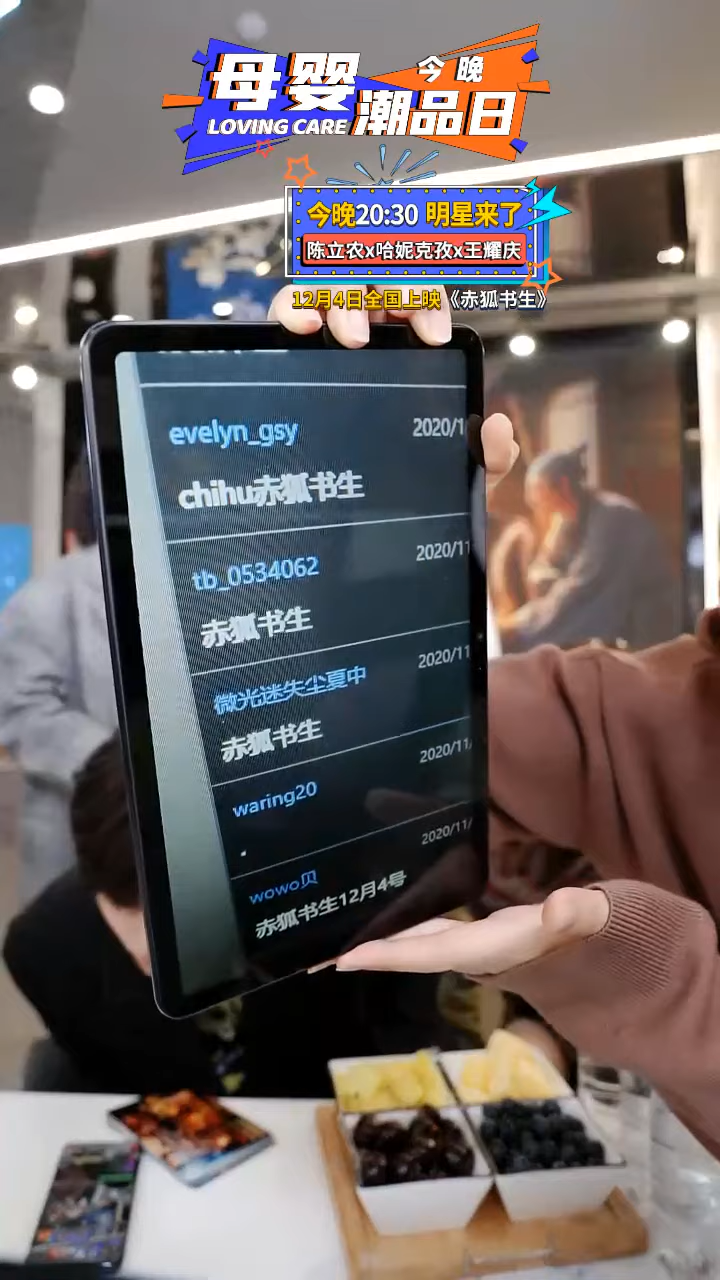 母婴
今晚
LOVING CARE
潮品日
今晚20:30 明星来了
陈立农x哈妮克孜x王耀庆
12月4日全国上映《赤狐书生》
evelyn_gsy
2020/1
chihu赤狐书生
tb_0534062
2020/11
赤狐书生
微光迷失尘夏中
2020/11
赤狐书生
waring20
2020/11/
.
wowo贝
2020/11/
赤狐书生12月4号